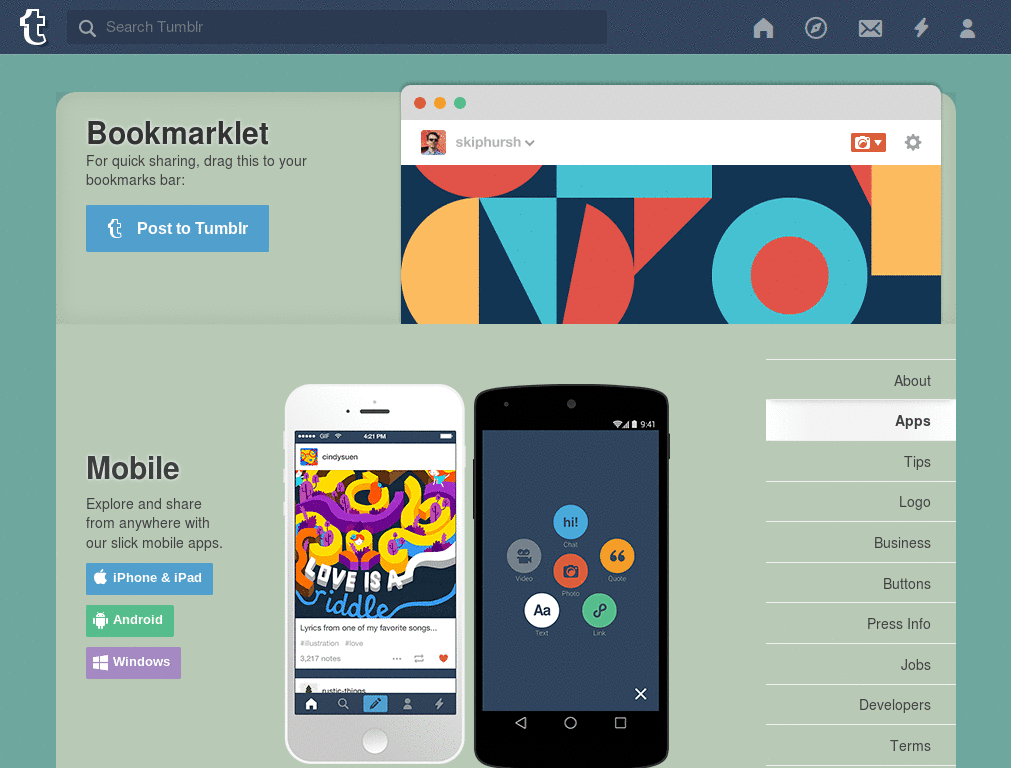 Search Tumblr
Bookmarklet
For quick sharing, drag this to your
bookmarks bar:
Post to Tumblr
skiphursh
Mobile
Explore and share
from anywhere with
our slick mobile apps.
iPhone & iPad
Android
Windows
GIF 4:21 PM
cindysuen
LOVE IS A
riddle
Lyrics from one of my favorite songs...
#illustration #love
3,217 notes
rustic-things
9:41
hi!
Chat
Video
Quote
Photo
Aa
Text
Link
About
Apps
Tips
Logo
Business
Buttons
Press Info
Jobs
Developers
Terms